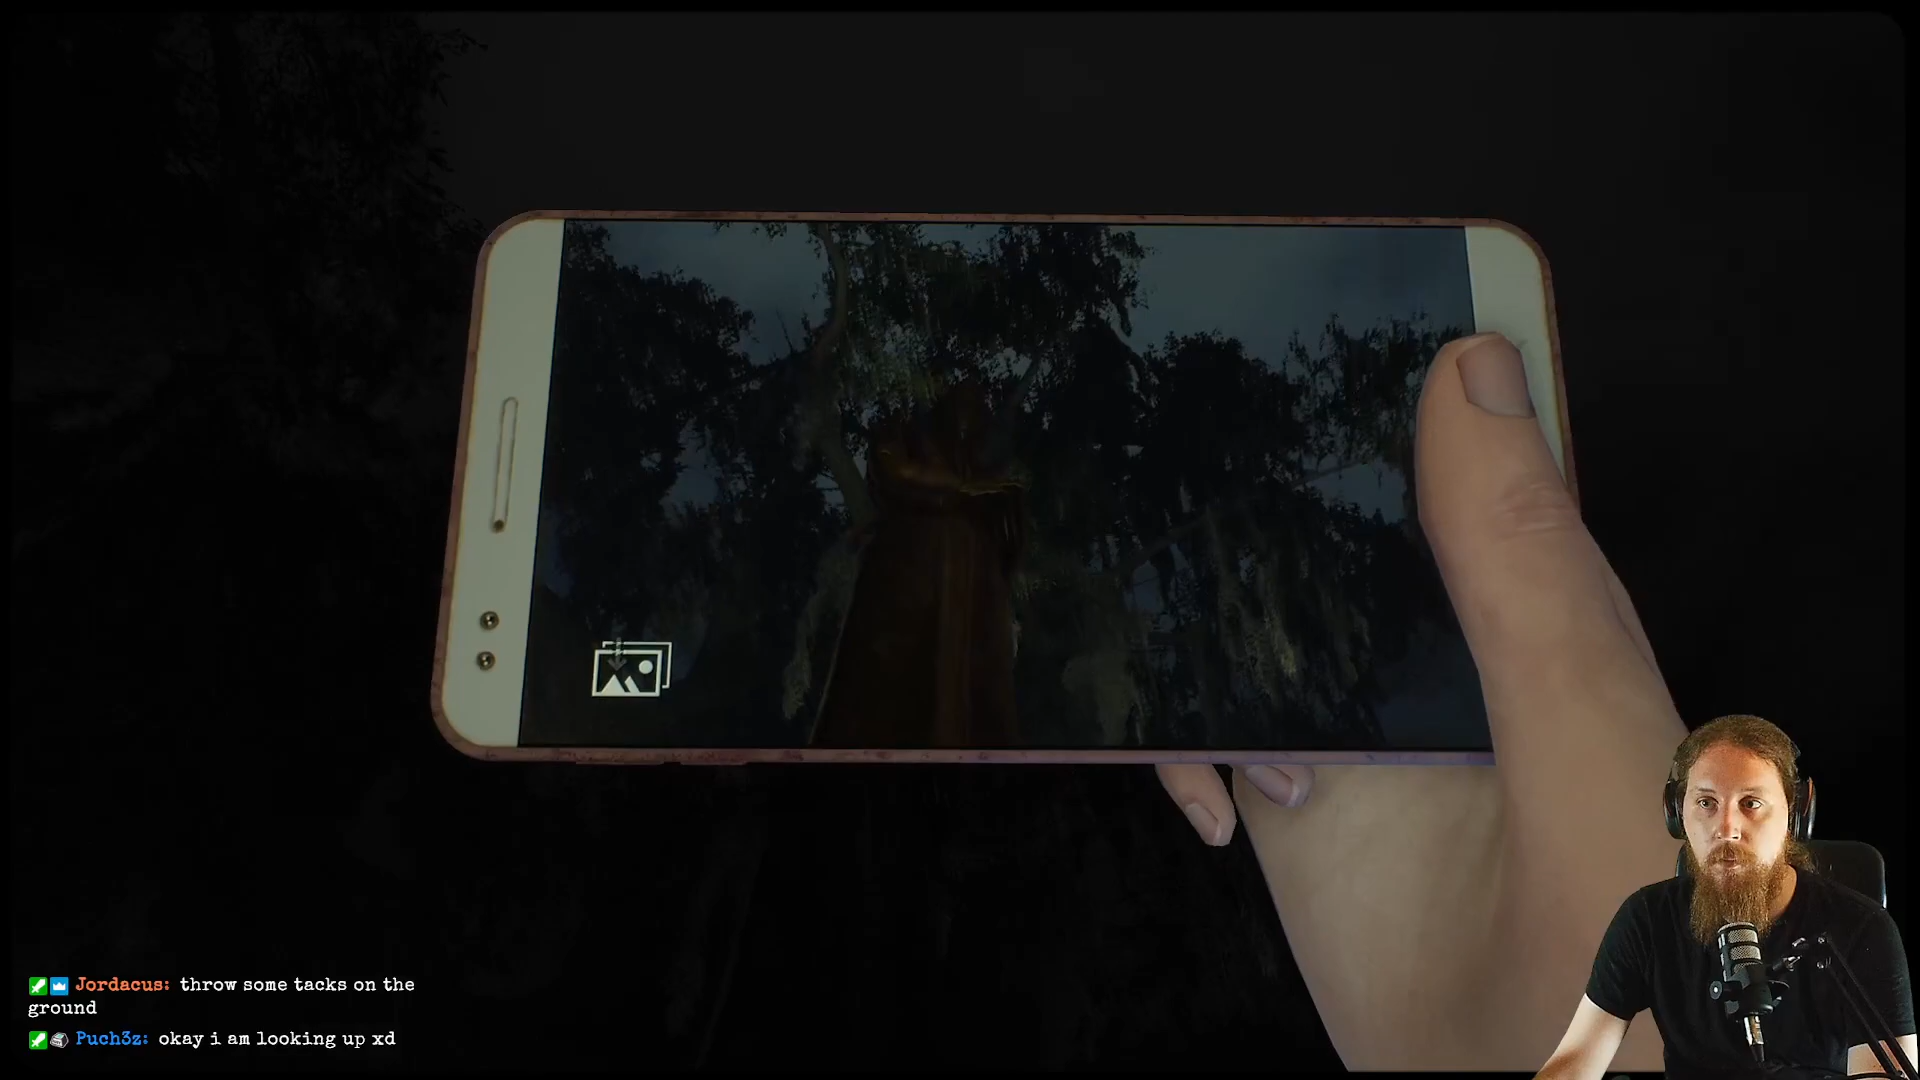 Jordacus: throw some tacks on the
ground
Puch3z: okay i am looking up xd